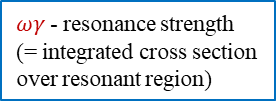 ωγ - resonance strength
(= integrated cross section
over resonant region)